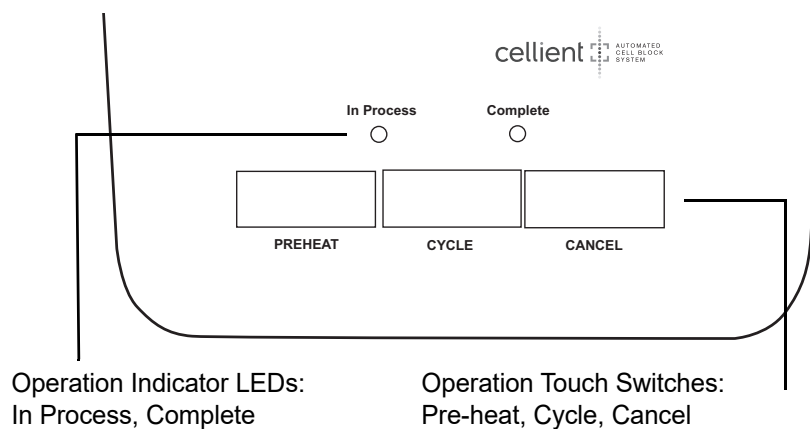 cellient
AUTOMATED
CELL BLOCK
SYSTEM
In Process
Complete
PREHEAT
CYCLE
CANCEL
Operation Indicator LEDs:
In Process, Complete
Operation Touch Switches:
Pre-heat, Cycle, Cancel